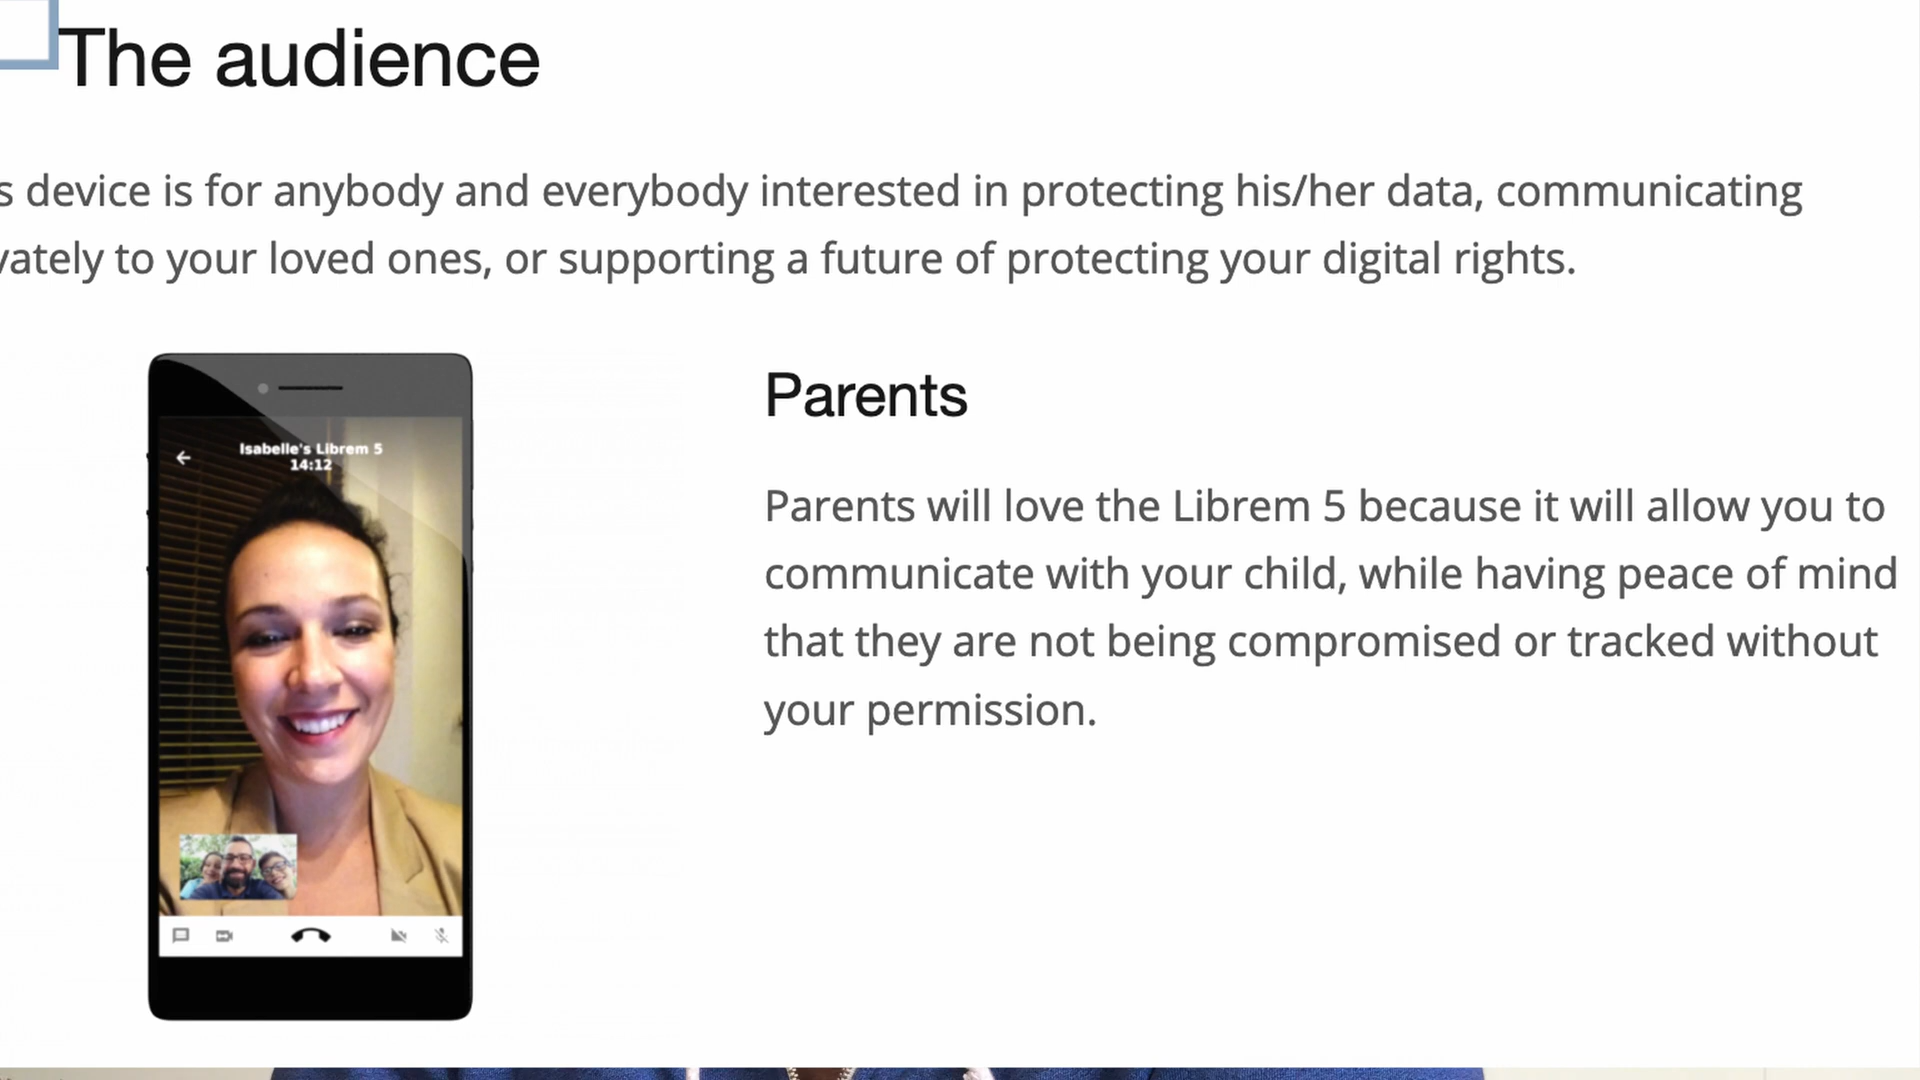 The audience
s device is for anybody and everybody interested in protecting his/her data, communicating
vately to your loved ones, or supporting a future of protecting your digital rights.
Isabelle's Librem 5
14:12
Parents
Parents will love the Librem 5 because it will allow you to
communicate with your child, while having peace of mind
that they are not being compromised or tracked without
your permission.